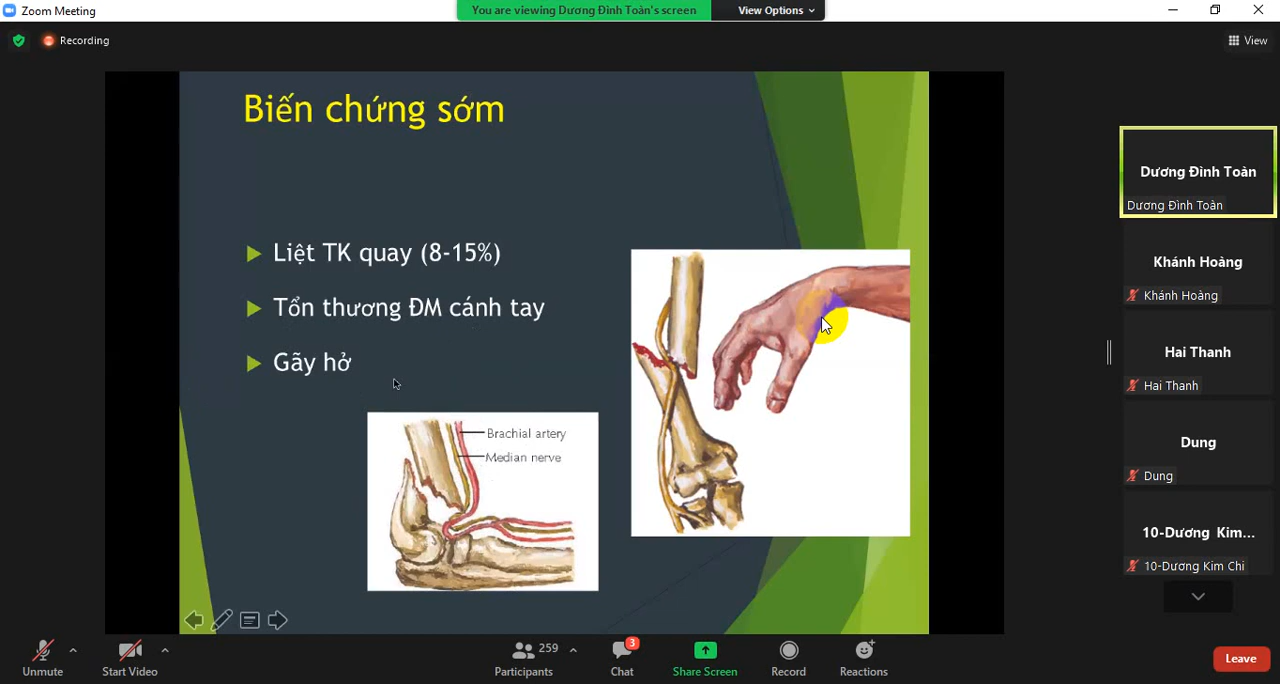 Zoom Meeting
You are viewing Dương Đình Toàn's screen
View Options
Recording
View
Biến chứng sớm
Liệt TK quay (8-15%)
Tổn thương ĐM cánh tay
Gãy hở
Brachial artery
Median nerve
Dương Đình Toàn
Dương Đình Toàn
Khánh Hoàng
Khánh Hoàng
Hai Thanh
Hai Thanh
Dung
Dung
10-Dương Kim...
10-Dương Kim Chi
Unmute
Start Video
259
Participants
3
Chat
Share Screen
Record
Reactions
Leave